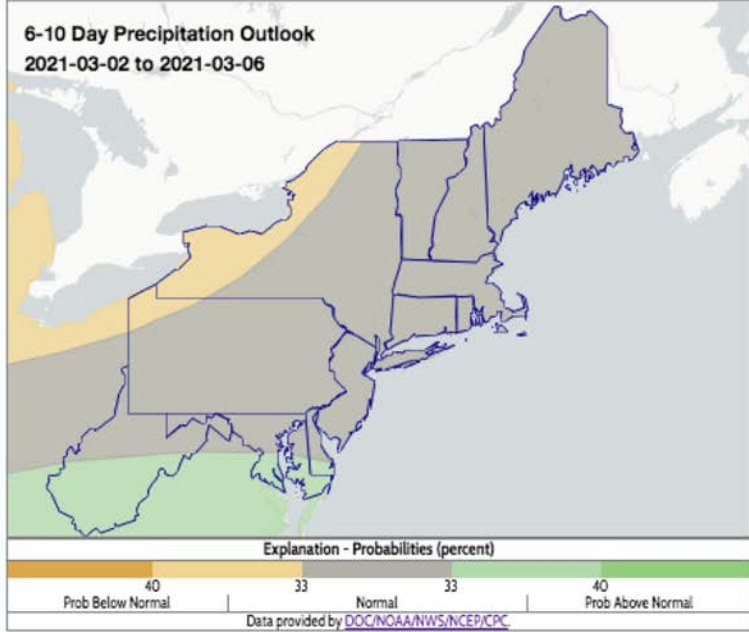 6-10 Day Precipitation Outlook
2021-03-02 to 2021-03-06
Explanation - Probabilities (percent)
40 33 33 40
Prob Below Normal | Normal | Prob Above Normal
Data provided by DOC/NOAA/NWS/NCEP/CPC.